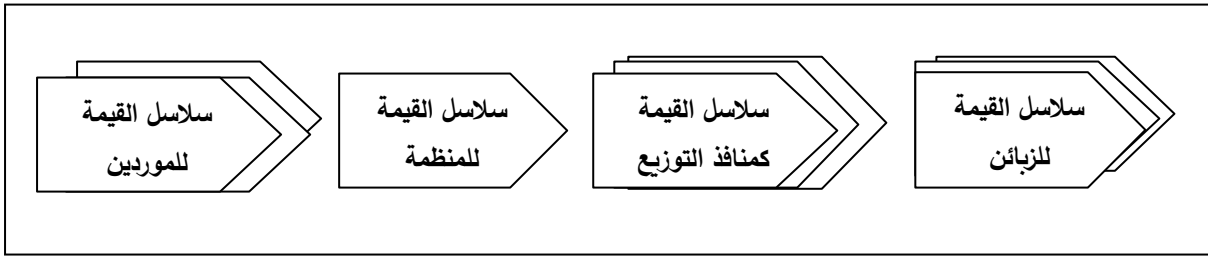 سلاسل القيمة
للموردين
سلاسل القيمة
للمنظمة
سلاسل القيمة
كمنافذ التوزيع
سلاسل القيمة
للزبائن